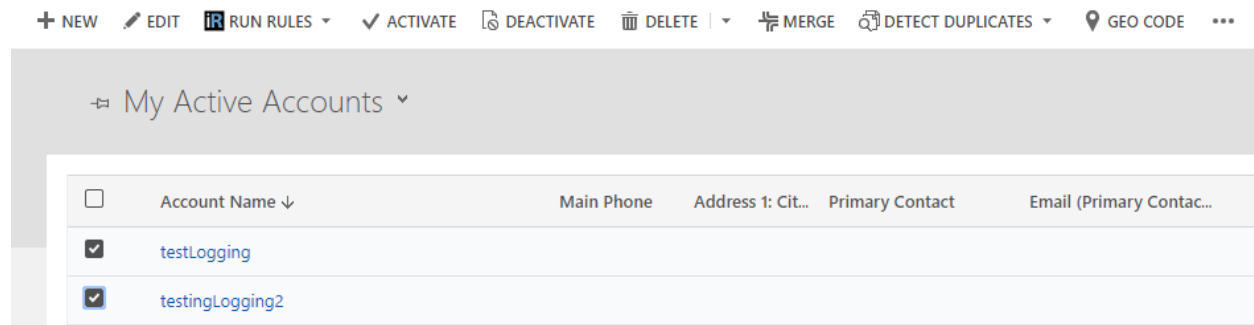 NEW EDIT iR RUN RULES ACTIVATE DEACTIVATE DELETE MERGE DETECT DUPLICATES GEO CODE ...
My Active Accounts
Account Name Main Phone Address 1: Cit... Primary Contact Email (Primary Contac...
testLogging
testingLogging2